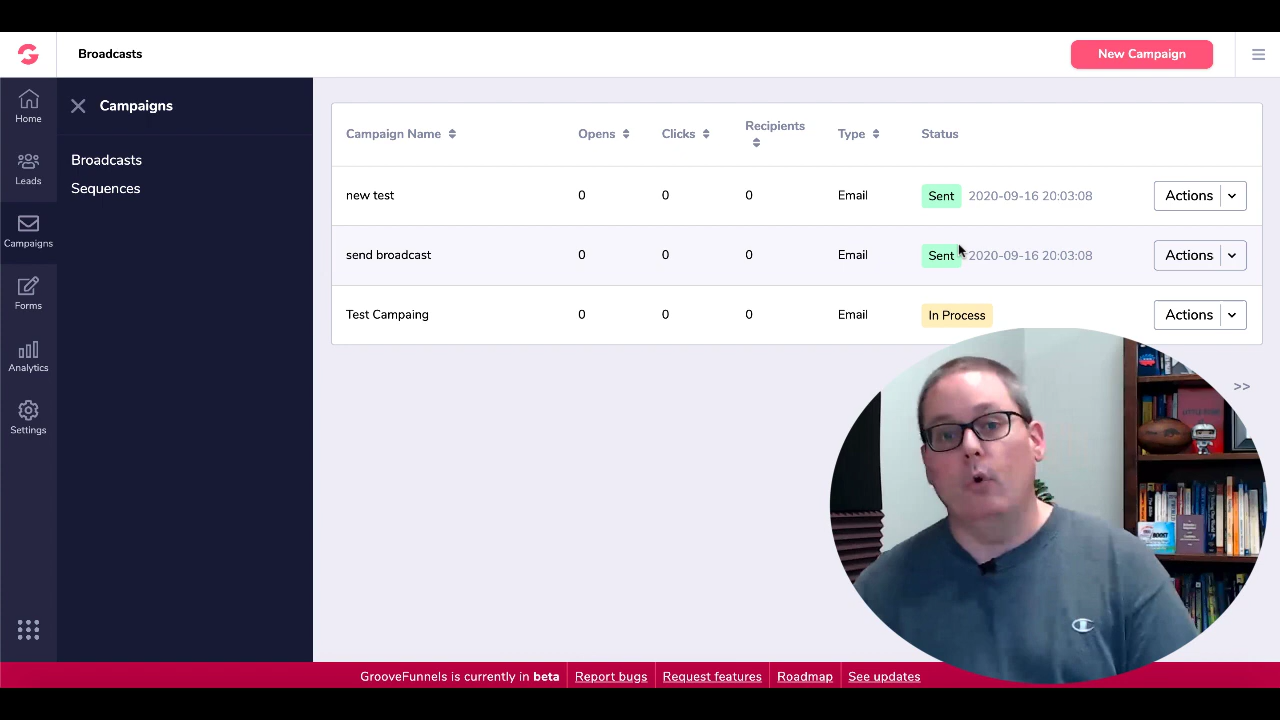 Broadcasts
New Campaign
Home
Leads
Campaigns
Forms
Analytics
Settings
Campaigns
Broadcasts
Sequences
Campaign Name Opens Clicks Recipients Type Status
new test 0 0 0 Email Sent 2020-09-16 20:03:08 Actions
send broadcast 0 0 0 Email Sent 2020-09-16 20:03:08 Actions
Test Campaing 0 0 0 Email In Process Actions
>>
BOOST
GrooveFunnels is currently in beta Report bugs Request features Roadmap See updates